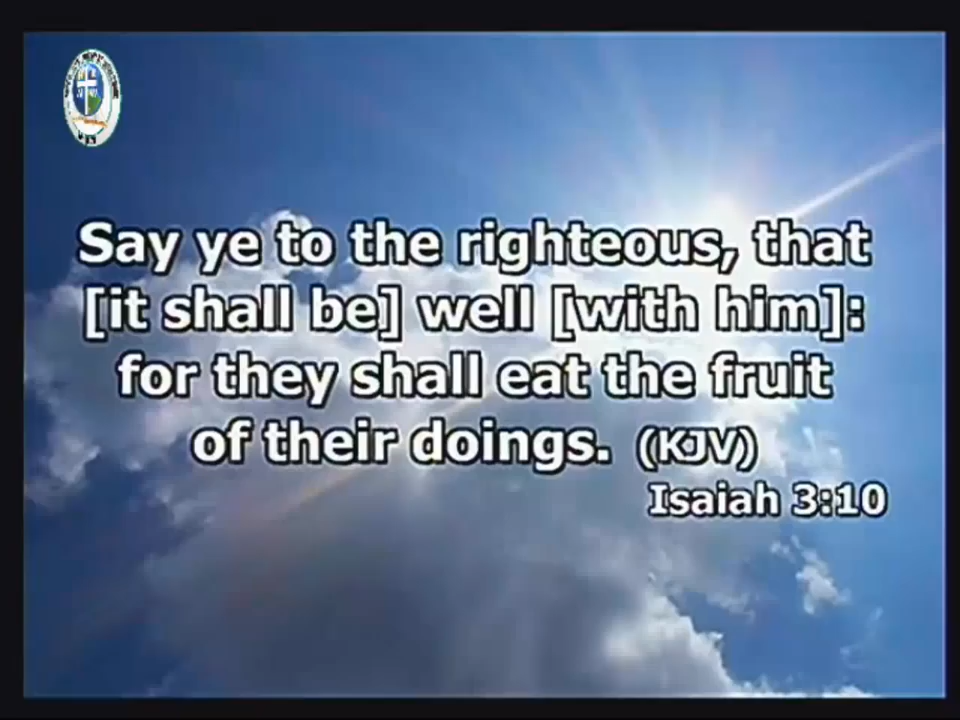 Say ye to the righteous, that
[it shall be] well [with him]:
for they shall eat the fruit
of their doings. (KJV)
Isaiah 3:10